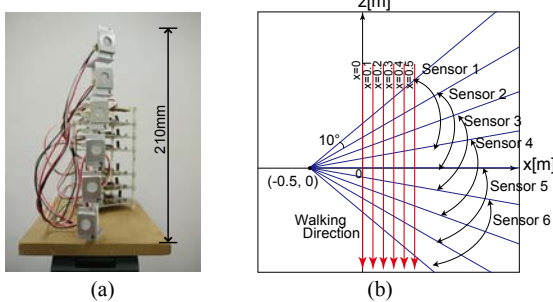 210mm
(a)
z[m]
x=0
x=0.1
x=0.2
x=0.3
x=0.4
x=0.5
Sensor 1
Sensor 2
Sensor 3
Sensor 4
Sensor 5
Sensor 6
10°
x[m]
0
(-0.5, 0)
Walking
Direction
(b)